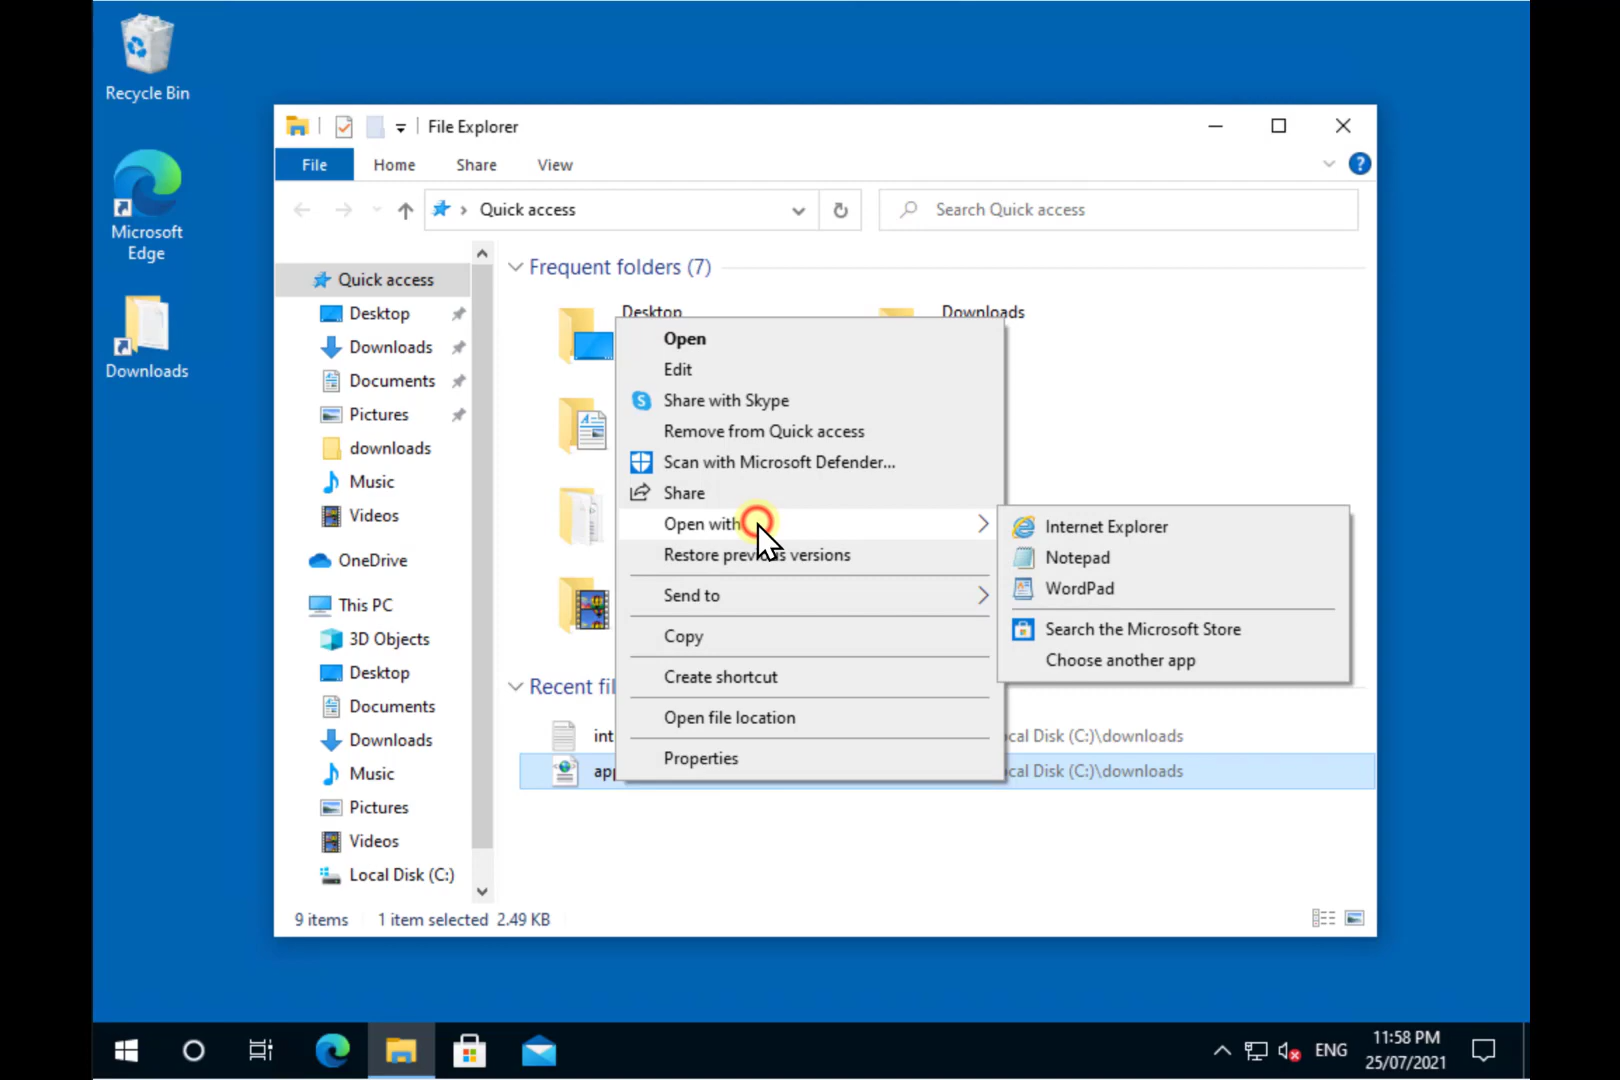 Recycle Bin
Microsoft
Edge
Downloads
File Explorer
File
Home
Share
View
Quick access
Search Quick access
Quick access
Desktop
Downloads
Documents
Pictures
downloads
Music
Videos
OneDrive
This PC
3D Objects
Desktop
Documents
Downloads
Music
Pictures
Videos
Local Disk (C:)
Frequent folders (7)
Desktop
Downloads
Open
Edit
Share with Skype
Remove from Quick access
Scan with Microsoft Defender...
Share
Open with
Restore previous versions
Send to
Copy
Create shortcut
Open file location
Properties
Internet Explorer
Notepad
WordPad
Search the Microsoft Store
Choose another app
Recent
Disk (C:)\downloads
Disk (C:)\downloads
9 items 1 item selected 2.49 KB
ENG
11:58 PM
25/07/2021